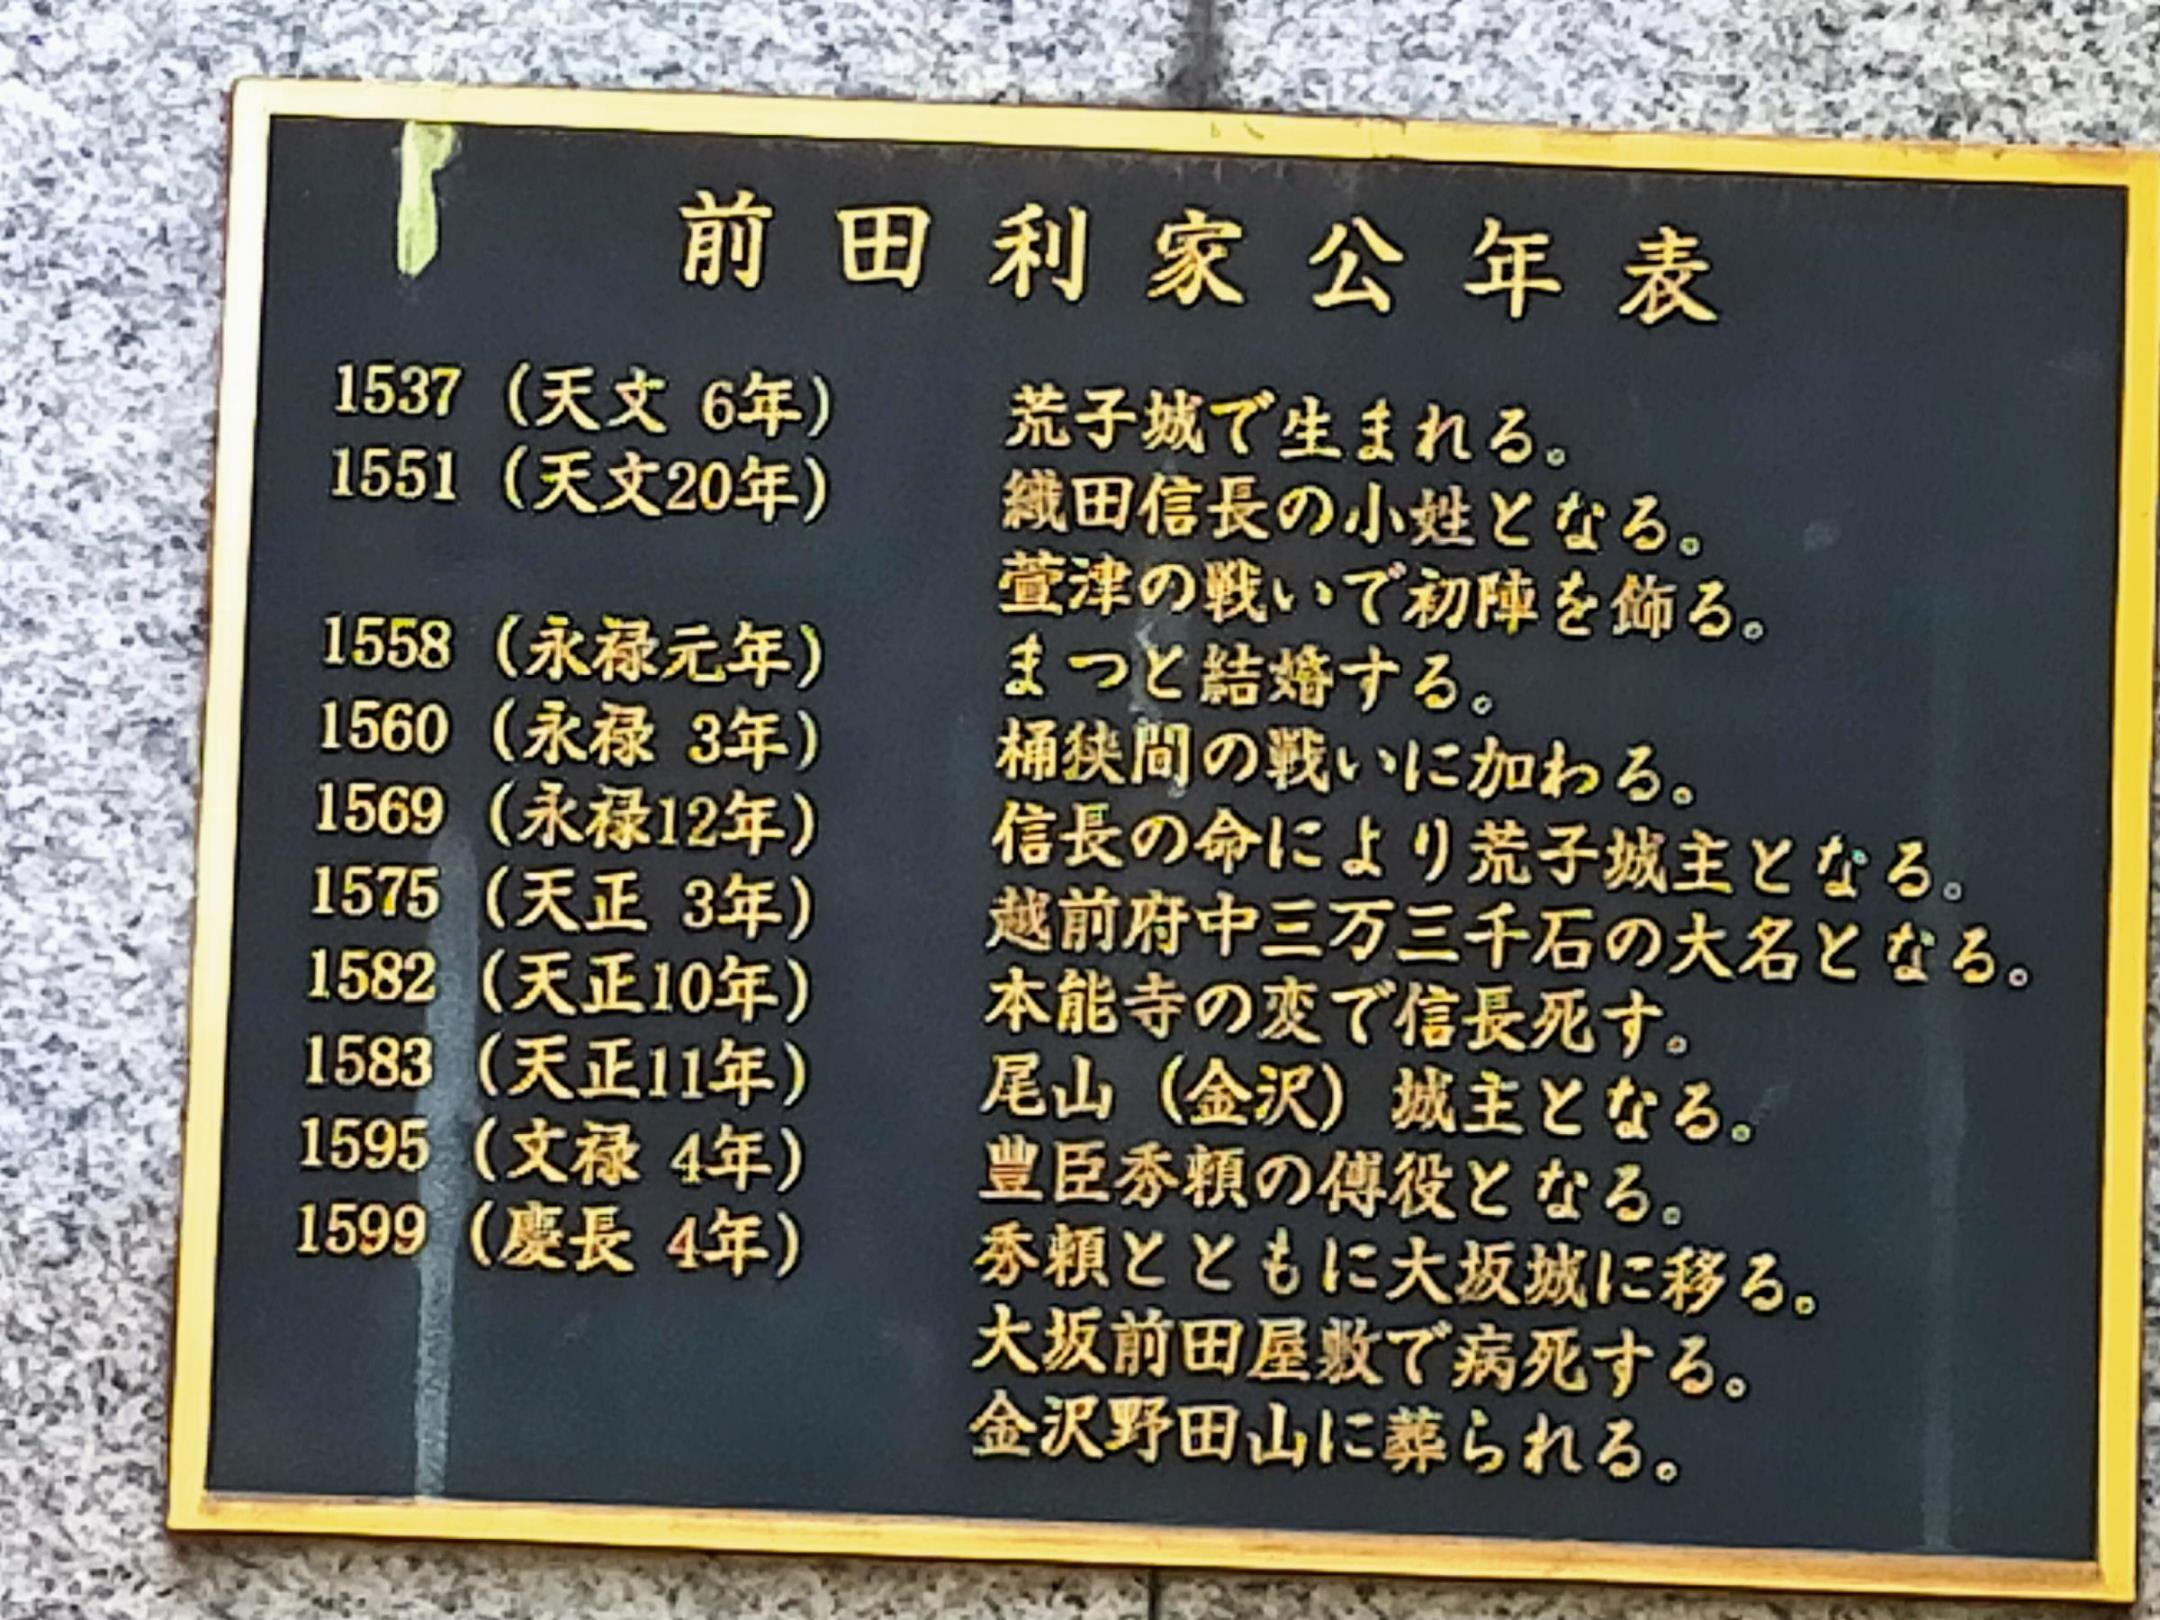 前田利家公年表
1537（天文 6年） 荒子城で生まれる。
1551（天文20年） 織田信長の小姓となる。
萱津の戦いで初陣を飾る。
1558（永禄元年） まつと結婚する。
1560（永禄 3年） 桶狭間の戦いに加わる。
1569（永禄12年） 信長の命により荒子城主となる。
1575（天正 3年） 越前府中三万三千石の大名となる。
1582（天正10年） 本能寺の変で信長死す。
1583（天正11年） 尾山（金沢）城主となる。
1595（文禄 4年） 豊臣秀頼の傅役となる。
1599（慶長 4年） 秀頼とともに大坂城に移る。
大坂前田屋敷で病死する。
金沢野田山に葬られる。